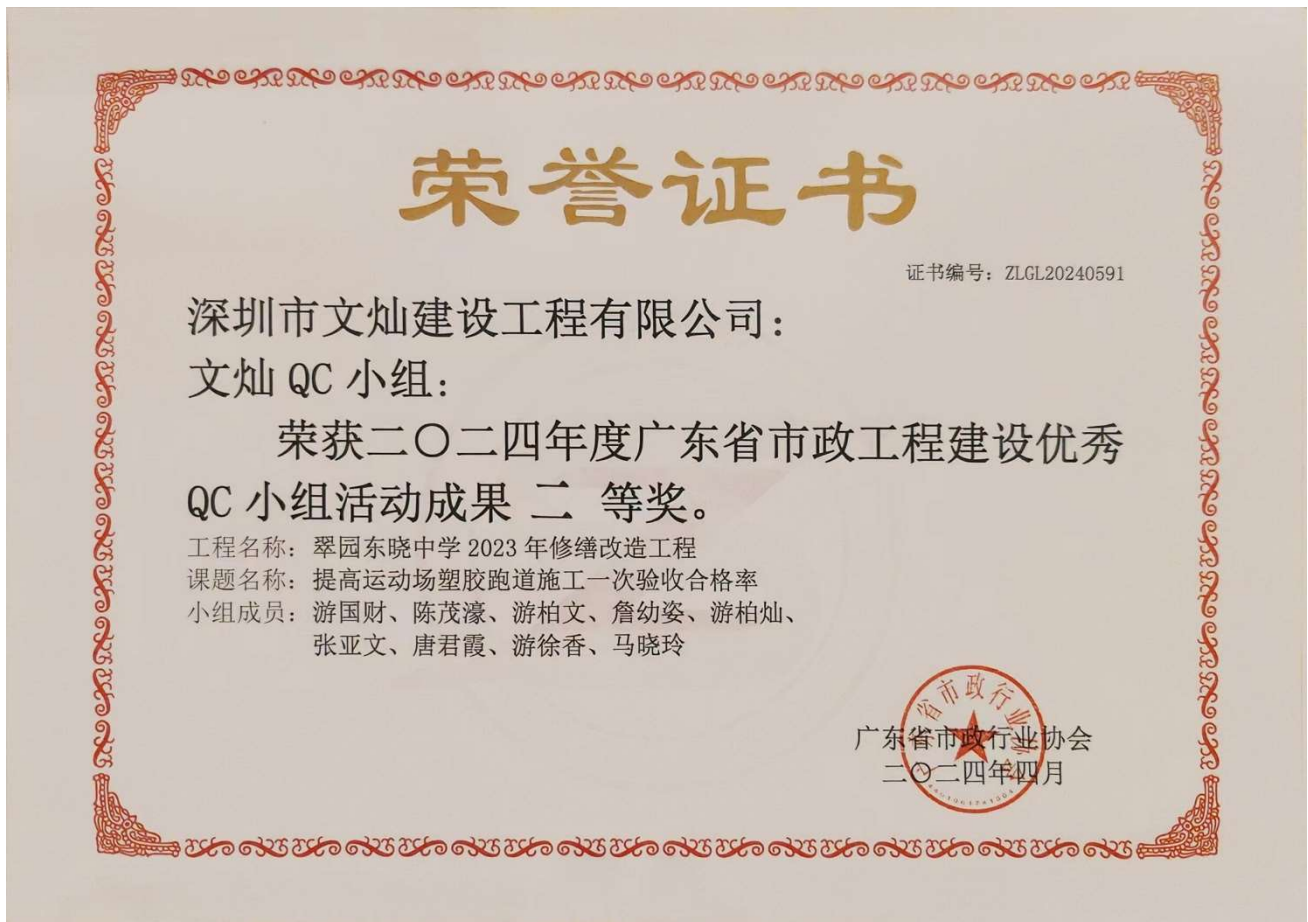 荣誉证书
证书编号：ZLGL20240591
深圳市文灿建设工程有限公司：
文灿 QC 小组：
荣获二〇二四年度广东省市政工程建设优秀
QC 小组活动成果 二 等奖。
工程名称：翠园东晓中学 2023 年修缮改造工程
课题名称：提高运动场塑胶跑道施工一次验收合格率
小组成员：游国财、陈茂濠、游柏文、詹幼姿、游柏灿、
张亚文、唐君霞、游徐香、马晓玲
广东省市政行业协会
二〇二四年四月